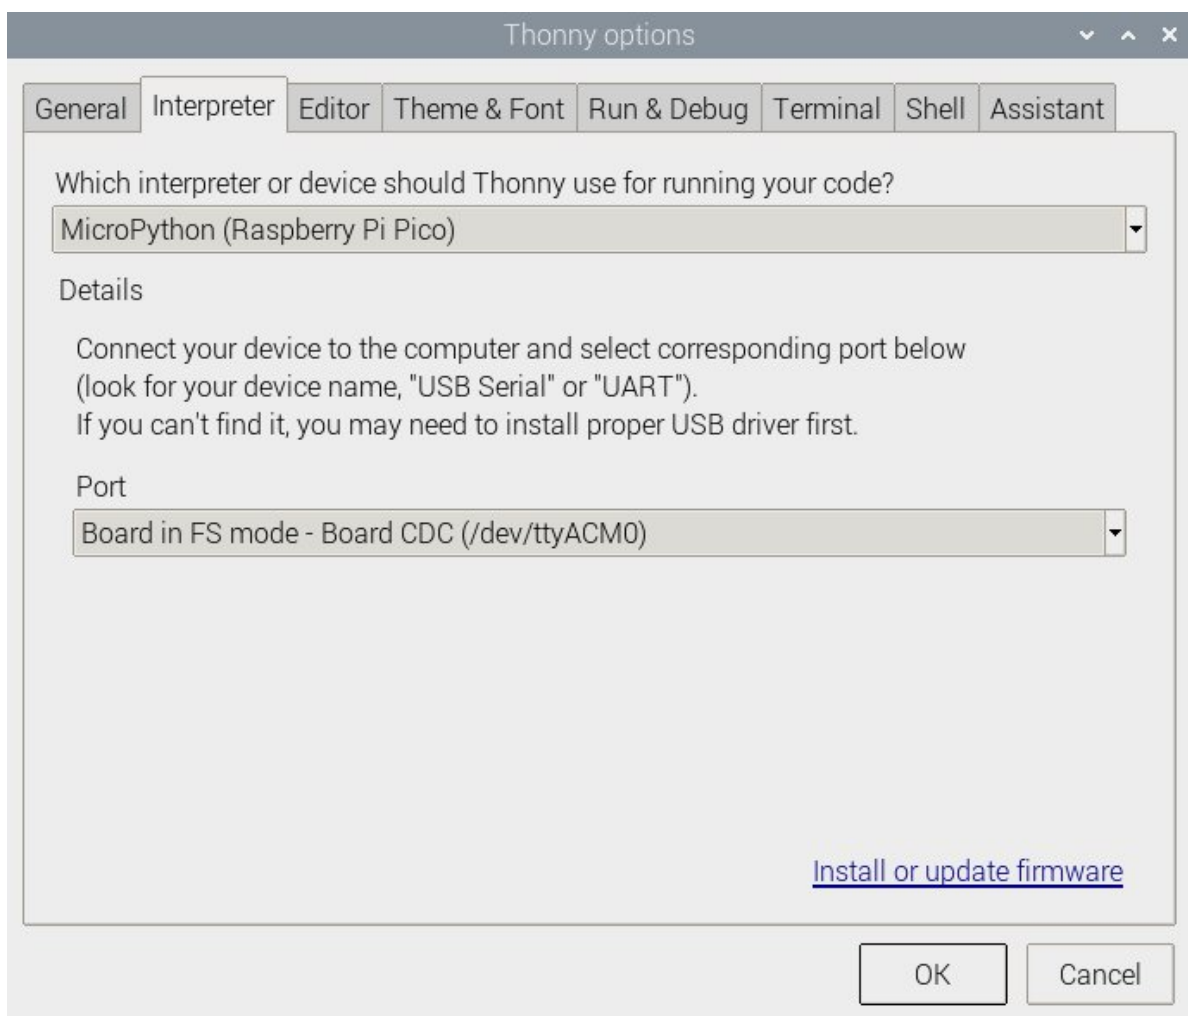 Thonny options
General Interpreter Editor Theme & Font Run & Debug Terminal Shell Assistant
Which interpreter or device should Thonny use for running your code?
MicroPython (Raspberry Pi Pico)
Details
Connect your device to the computer and select corresponding port below
(look for your device name, "USB Serial" or "UART").
If you can't find it, you may need to install proper USB driver first.
Port
Board in FS mode - Board CDC (/dev/ttyACM0)
Install or update firmware
OK Cancel